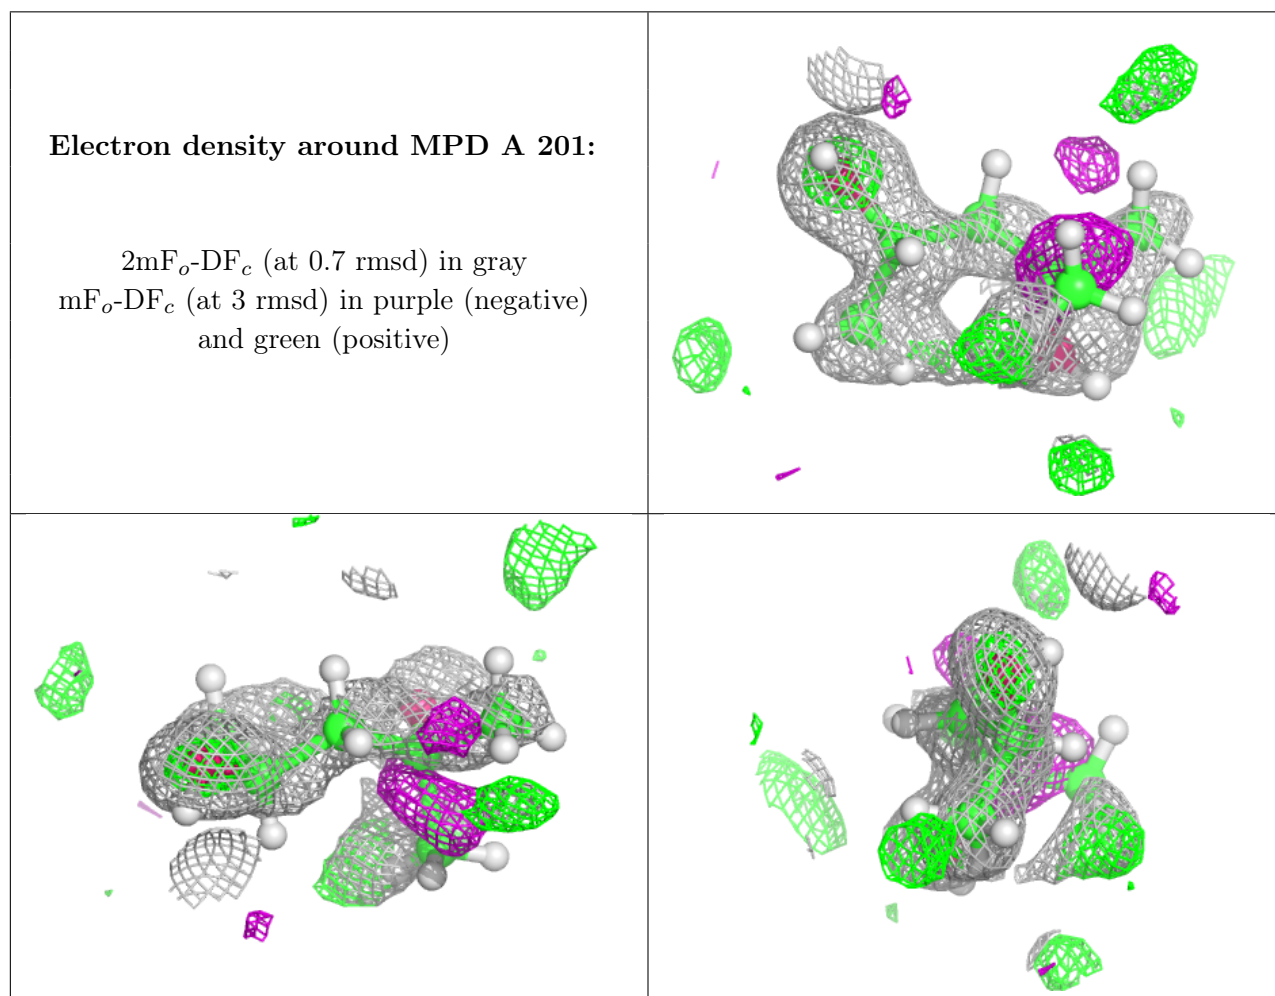 Electron density around MPD A 201:
2mFo-DFc (at 0.7 rmsd) in gray
mFo-DFc (at 3 rmsd) in purple (negative)
and green (positive)